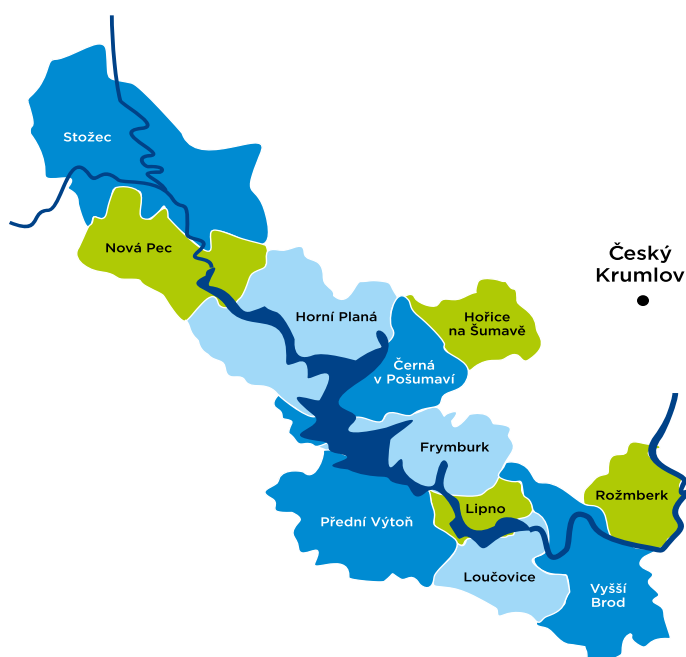 Stožec
Nová Pec
Český
Krumlov
Horní Planá
Hořice
na Šumavě
Černá
v Pošumaví
Frymburk
Rožmberk
Lipno
Přední Výtoň
Loučovice
Vyšší
Brod